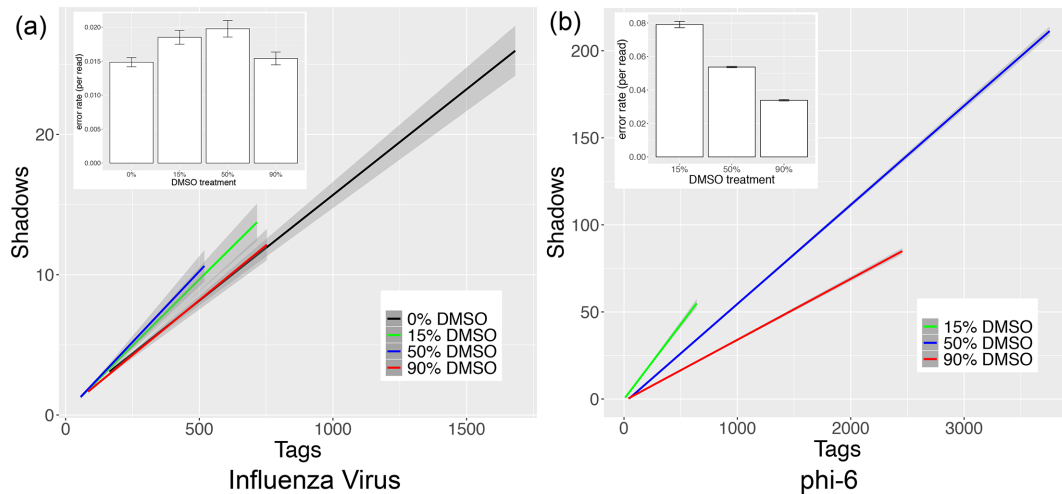 (a)
0.020
0.015
0.010
0.005
0.000
error rate (per read)
0%
15%
50%
90%
DMSO treatment
20
10
0
Shadows
0% DMSO
15% DMSO
50% DMSO
90% DMSO
0
500
1000
1500
Tags
Influenza Virus
(b)
0.08
0.06
0.04
0.02
0.00
error rate (per read)
15%
50%
90%
DMSO treatment
200
150
100
50
0
Shadows
15% DMSO
50% DMSO
90% DMSO
0
1000
2000
3000
Tags
phi-6